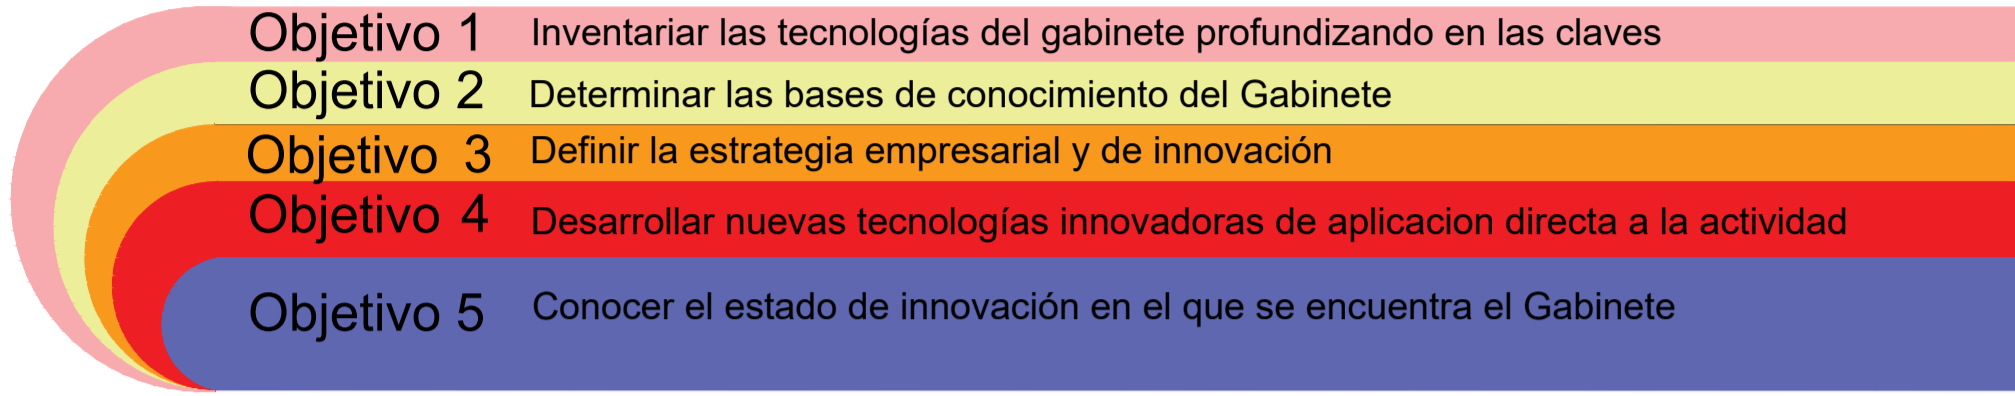 Objetivo 1 Inventariar las tecnologías del gabinete profundizando en las claves
Objetivo 2 Determinar las bases de conocimiento del Gabinete
Objetivo 3 Definir la estrategia empresarial y de innovación
Objetivo 4 Desarrollar nuevas tecnologías innovadoras de aplicacion directa a la actividad
Objetivo 5 Conocer el estado de innovación en el que se encuentra el Gabinete